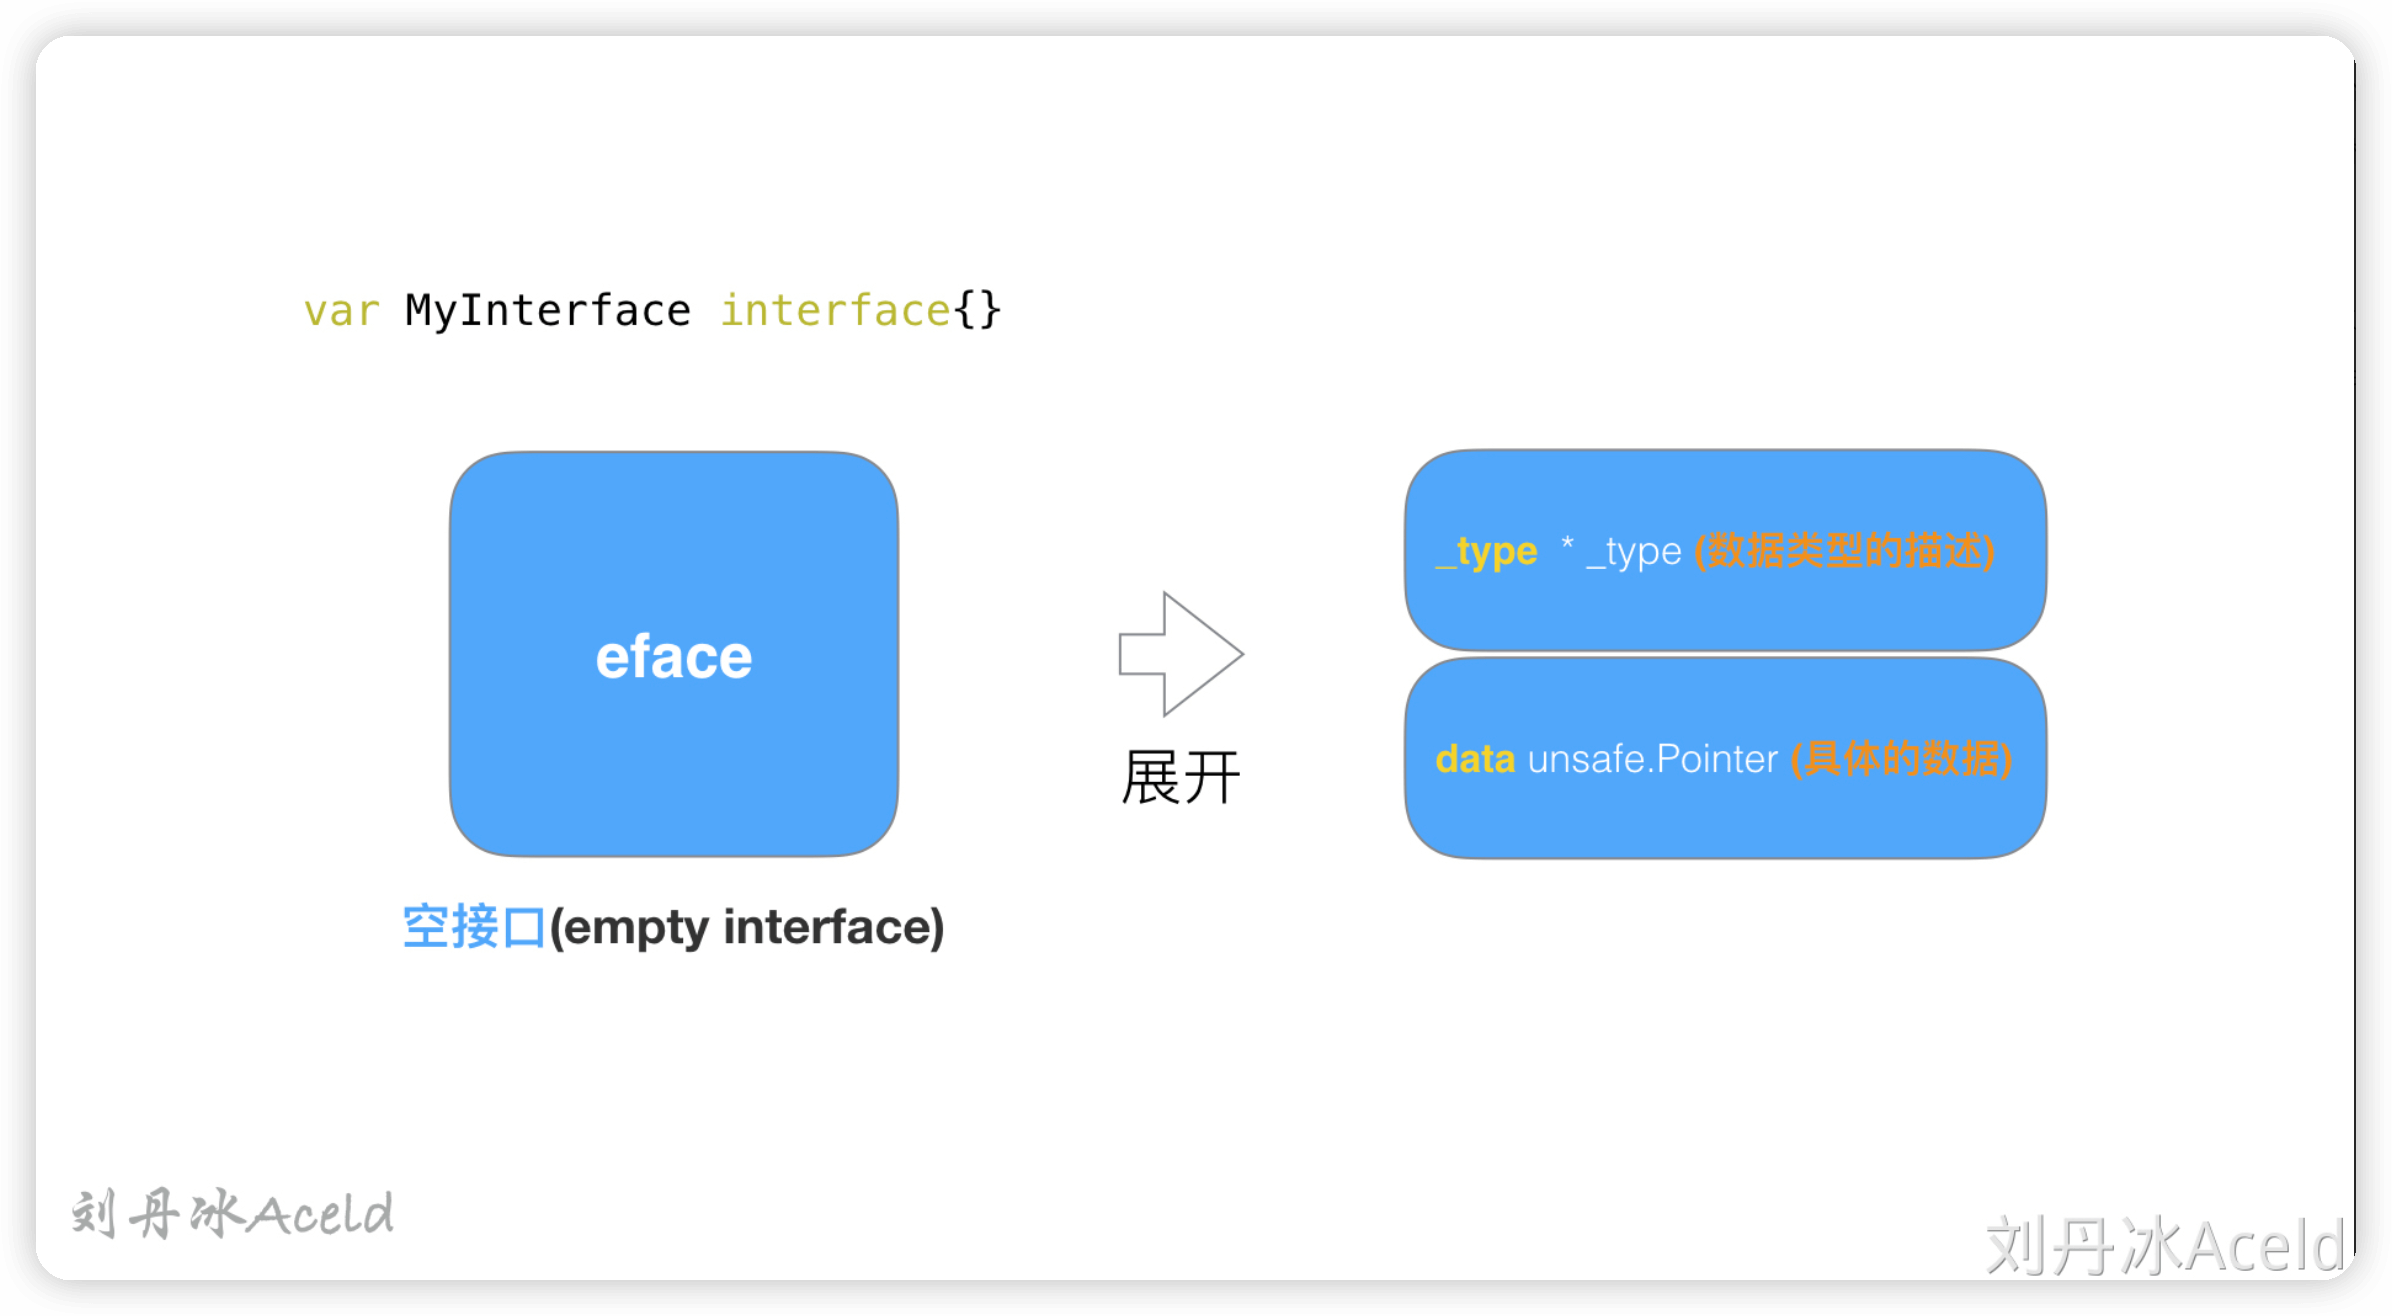 var MyInterface interface{}
eface
空接口(empty interface)
展开
_type * _type (数据类型的描述)
data unsafe.Pointer (具体的数据)
刘丹冰Aceld
刘丹冰Aceld